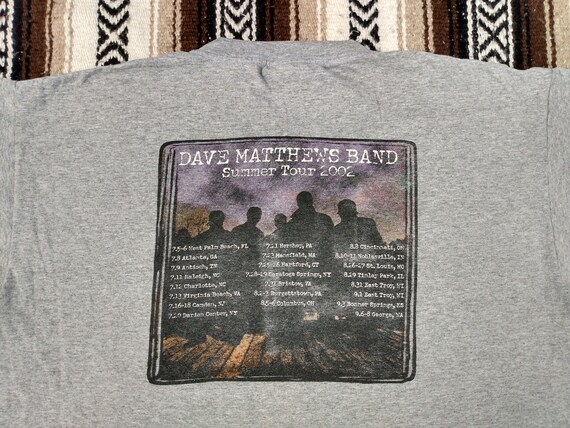 DAVE MATTHEWS BAND
Summer Tour 2002
7.5-6 West Palm Beach, FL
7.8 Atlanta, GA
7.9 Antioch, TN
7.11 Raleigh, NC
7.12 Charlotte, NC
7.13 Virginia Beach, VA
7.16-18 Camden, NJ
7.20 Darien Center, NY
7.21 Hershey, PA
7.23 Mansfield, MA
7.25-26 Hartford, CT
7.28-29 Saratoga Springs, NY
7.31 Bristow, VA
8.2-3 Burgettstown, PA
8.5-6 Columbus, OH
8.8 Cincinnati, OH
8.10-11 Noblesville, IN
8.26-27 St. Louis, MO
8.29 Tinley Park, IL
8.31 East Troy, WI
9.1 East Troy, WI
9.3 Bonner Springs, KS
9.6-8 George, WA